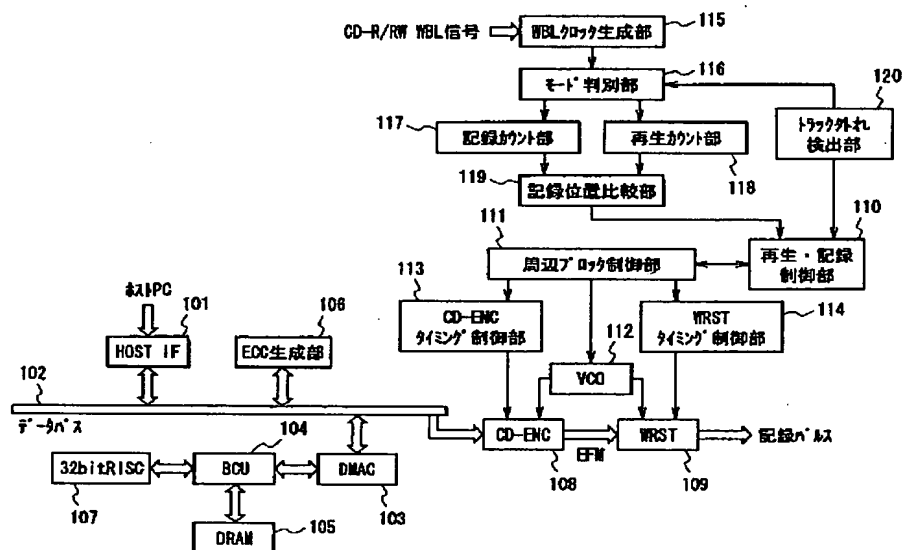 CD-R/RW WBL信号
WBLクロック生成部
115
モード判別部
116
117
記録カウント部
再生カウント部
118
トラック外れ
検出部
120
119
記録位置比較部
110
再生・記録
制御部
111
周辺ブロック制御部
113
CD-ENC
タイミング制御部
WRST
タイミング制御部
114
112
VCO
ホストPC
101
HOST IF
106
ECC生成部
102
データバス
CD-ENC
108
EFM
WRST
109
記録パルス
32bitRISC
107
104
BCU
DMAC
103
105
DRAM